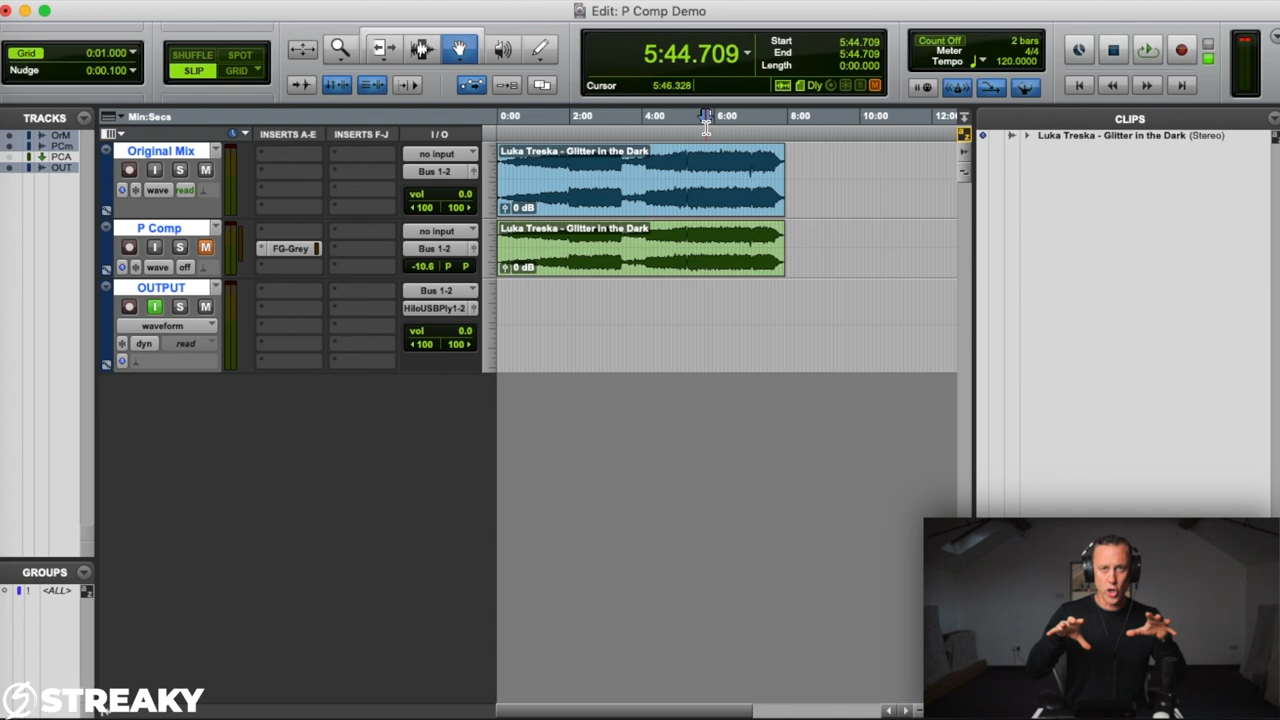 Edit: P Comp Demo
Grid 0:01.000
Nudge 0:00.100
SHUFFLE SPOT
SLIP GRID
5:44.709
Start 5:44.709
End 5:44.709
Length 0:00.000
Cursor 5:46.328 Dly
Count Off 2 bars
Meter 4/4
Tempo 120.0000
TRACKS
OrM
PCm
PCA
OUT
Min:Secs
0:00 2:00 4:00 6:00 8:00 10:00 12:0
INSERTS A-E INSERTS F-J I / O
Original Mix
I S M
wave read
no input
Bus 1-2
vol 0.0
100 100
Luka Treska - Glitter in the Dark
0 dB
P Comp
I S M
wave off
FG-Grey
no input
Bus 1-2
-10.6 P P
Luka Treska - Glitter in the Dark
0 dB
OUTPUT
I S M
waveform
dyn read
Bus 1-2
HiloUSBPly1-2
vol 0.0
100 100
CLIPS
Luka Treska - Glitter in the Dark (Stereo)
GROUPS
! <ALL>
a z
STREAKY